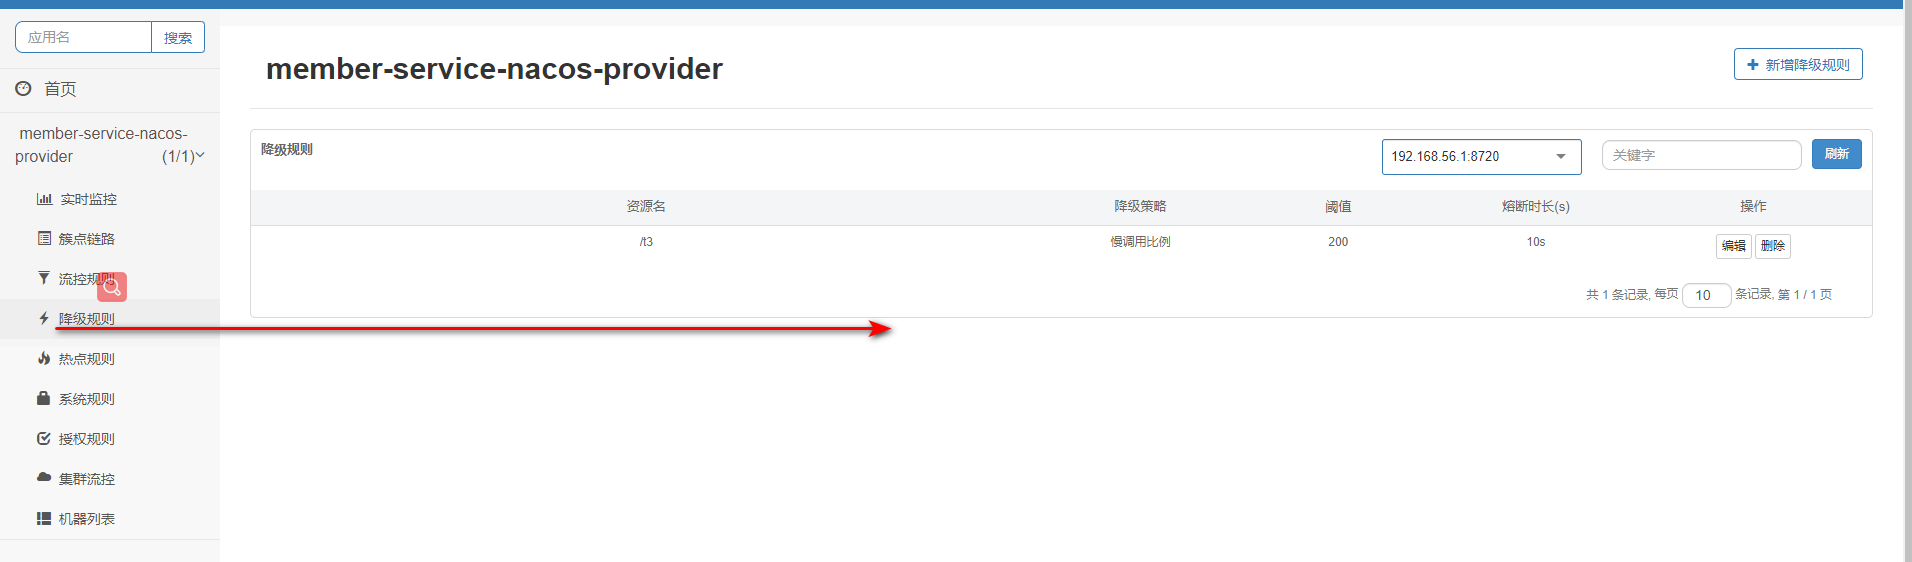 应用名 搜索
首页
member-service-nacos-
provider (1/1)
实时监控
簇点链路
流控规则
降级规则
热点规则
系统规则
授权规则
集群流控
机器列表
member-service-nacos-provider
新增降级规则
降级规则 192.168.56.1:8720 关键字 刷新
资源名 降级策略 阈值 熔断时长(s) 操作
/t3 慢调用比例 200 10s 编辑 删除
共 1 条记录, 每页 10 条记录, 第 1 / 1 页